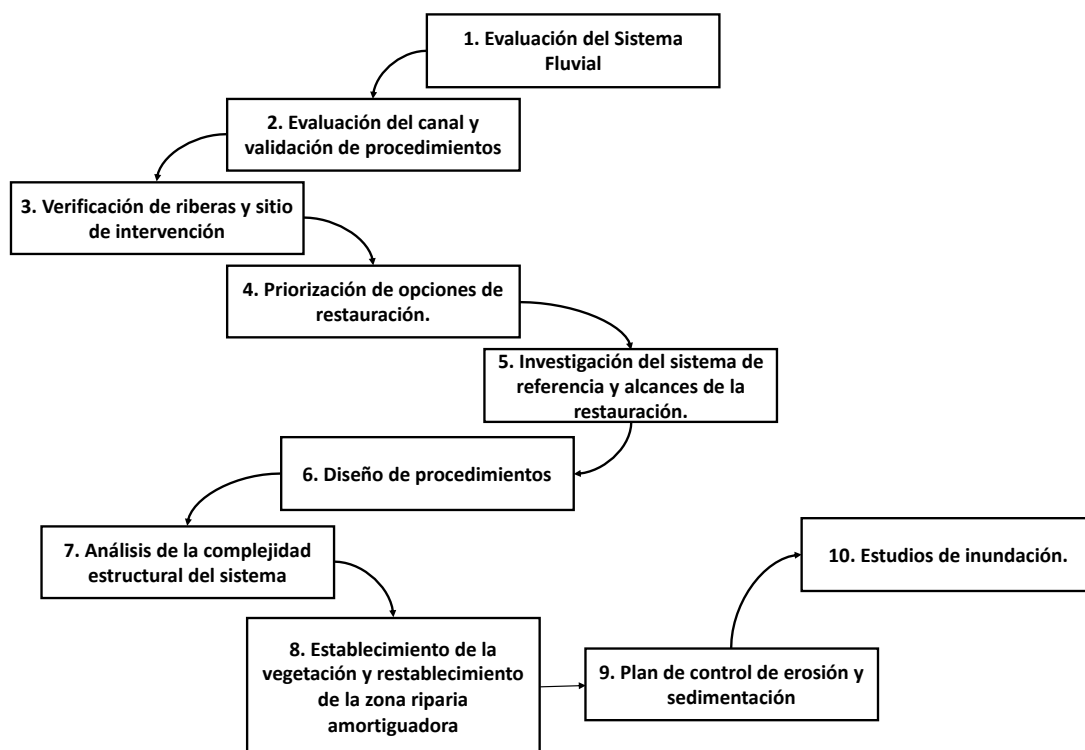 1. Evaluación del Sistema
Fluvial
2. Evaluación del canal y
validación de procedimientos
3. Verificación de riberas y sitio
de intervención
4. Priorización de opciones de
restauración.
5. Investigación del sistema de
referencia y alcances de la
restauración.
6. Diseño de procedimientos
7. Análisis de la complejidad
estructural del sistema
8. Establecimiento de la
vegetación y restablecimiento
de la zona riparia
amortiguadora
9. Plan de control de erosión y
sedimentación
10. Estudios de inundación.